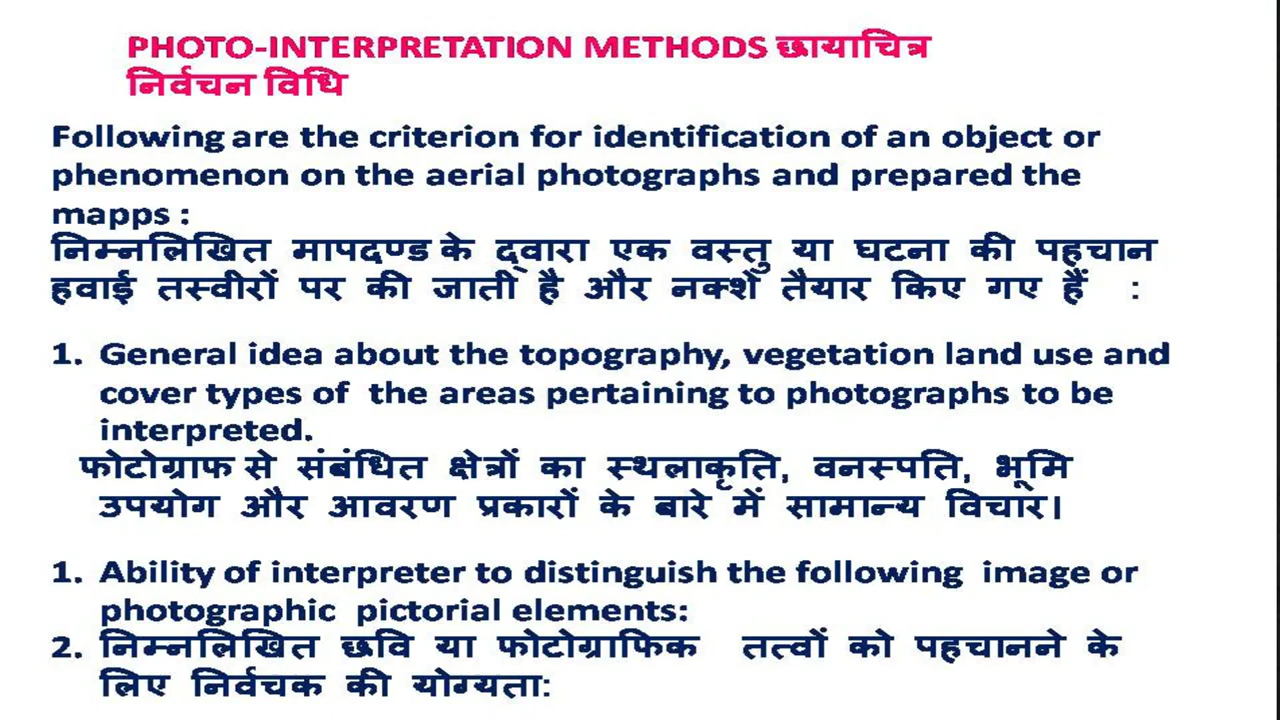 PHOTO-INTERPRETATION METHODS छायाचित्र
निर्वचन विधि
Following are the criterion for identification of an object or
phenomenon on the aerial photographs and prepared the
mapps :
निम्नलिखित मापदण्ड के द्वारा एक वस्तु या घटना की पहचान
हवाई तस्वीरों पर की जाती है और नक्शे तैयार किए गए हैं :
1. General idea about the topography, vegetation land use and
cover types of the areas pertaining to photographs to be
interpreted.
फोटोग्राफ से संबंधित क्षेत्रों का स्थलाकृति, वनस्पति, भूमि
उपयोग और आवरण प्रकारों के बारे में सामान्य विचार।
1. Ability of interpreter to distinguish the following image or
photographic pictorial elements:
2. निम्नलिखित छवि या फोटोग्राफिक तत्वों को पहचानने के
लिए निर्वचक की योग्यता: